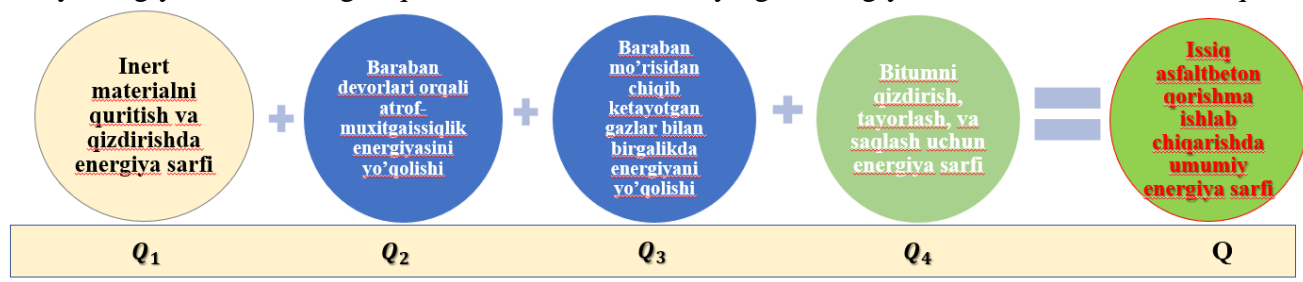 Inert
materialni
quritish va
qizdirishda
energiya sarfi
+
Baraban
devorlari orqali
atrof-
muxitgaissiqlik
energiyasini
yo’qolishi
+
Baraban
mo’risidan
chiqib
ketayotgan
gazlar bilan
birgalikda
energiyani
yo’qolishi
+
Bitumni
qizdirish,
tayorlash, va
saqlash uchun
energiya sarfi
=
Issiq
asfaltbeton
qorishma
ishlab
chiqarishda
umumiy
energiya sarfi
Q1 Q2 Q3 Q4 Q